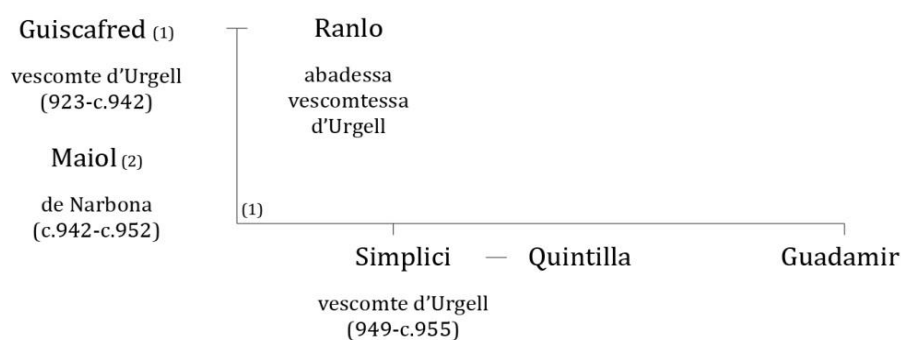 Guiscafred (1)
vescomte d'Urgell
(923-c.942)
Ranlo
abadessa
vescomtessa
d'Urgell
Maiol (2)
de Narbona
(c.942-c.952)
(1)
Simplici
vescomte d'Urgell
(949-c.955)
Quintilla
Guadamir